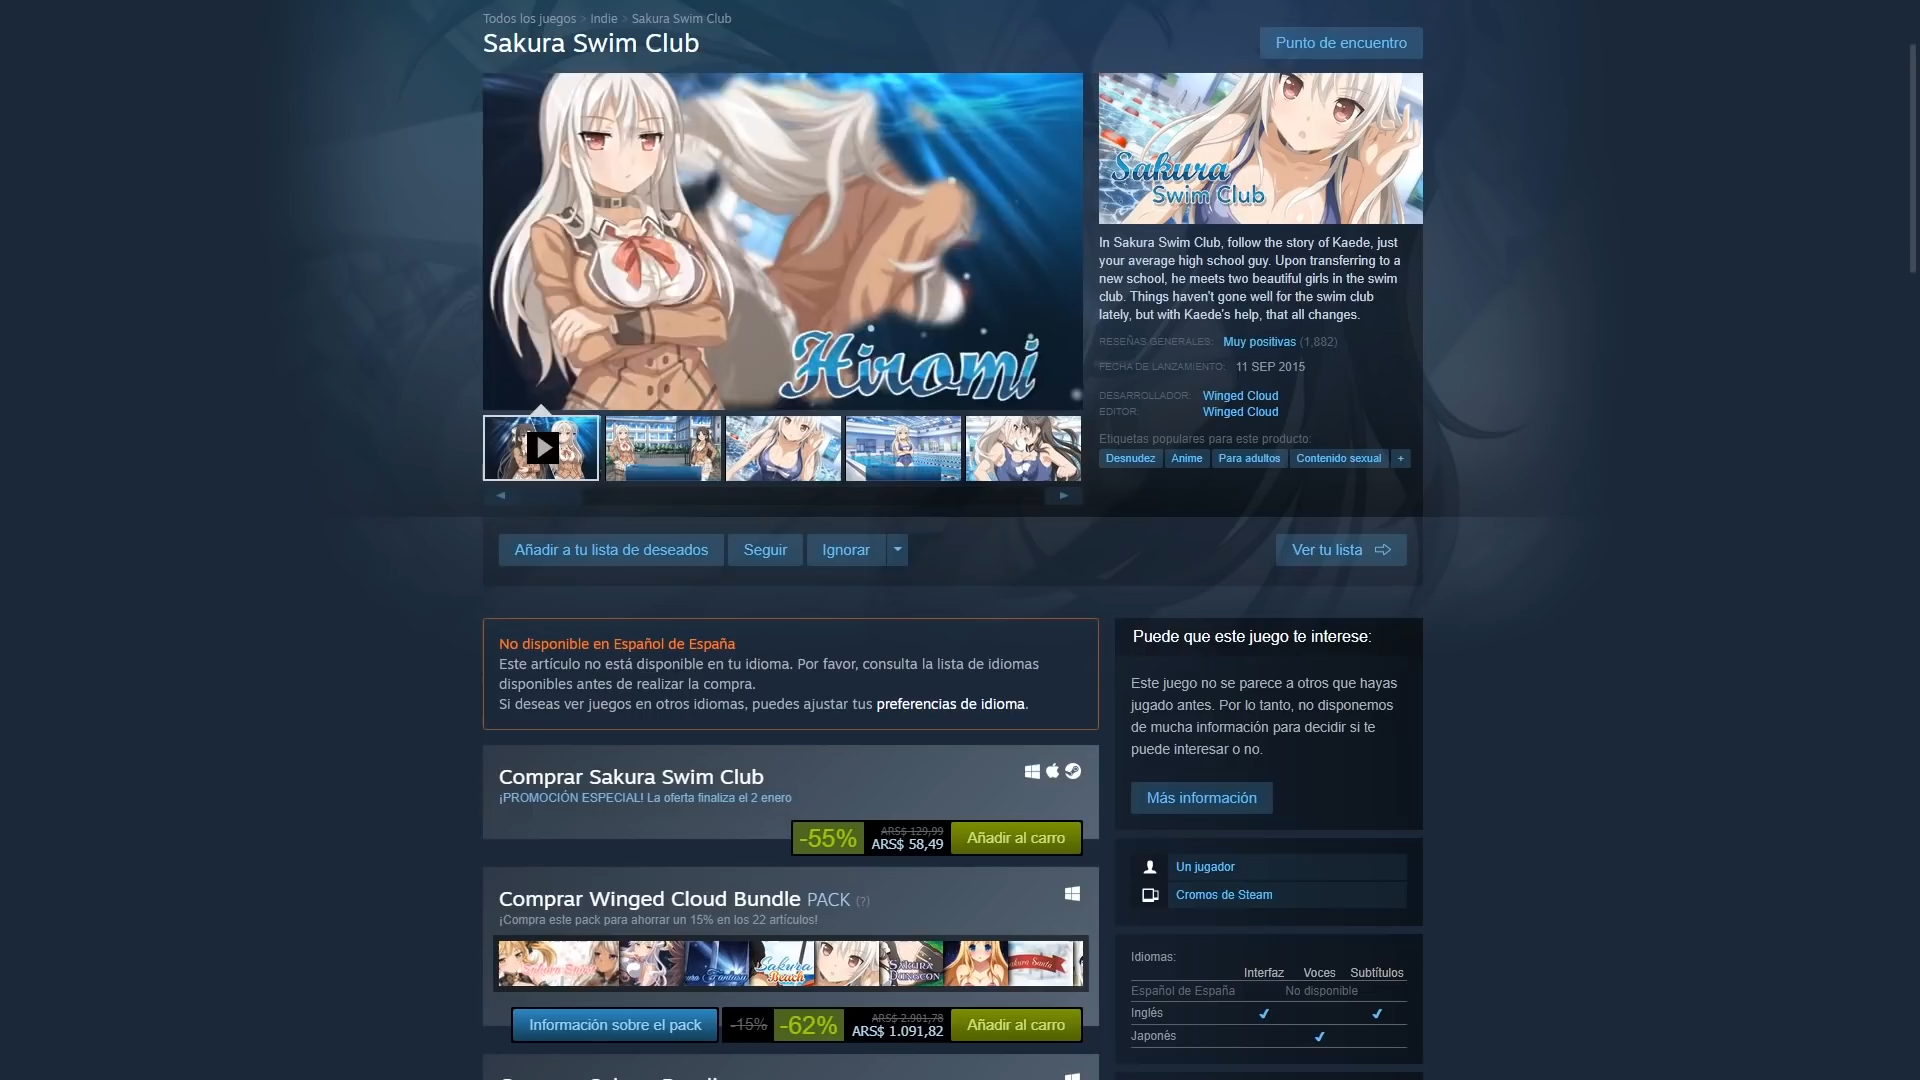 Todos los juegos > Indie > Sakura Swim Club
Sakura Swim Club
Punto de encuentro
Hiromi
Sakura
Swim Club
In Sakura Swim Club, follow the story of Kaede, just
your average high school guy. Upon transferring to a
new school, he meets two beautiful girls in the swim
club. Things haven't gone well for the swim club
lately, but with Kaede's help, that all changes.
RESEÑAS GENERALES: Muy positivas (1,882)
FECHA DE LANZAMIENTO: 11 SEP 2015
DESARROLLADOR: Winged Cloud
EDITOR: Winged Cloud
Etiquetas populares para este producto:
Desnudez Anime Para adultos Contenido sexual +
Añadir a tu lista de deseados Seguir Ignorar
Ver tu lista
No disponible en Español de España
Este artículo no está disponible en tu idioma. Por favor, consulta la lista de idiomas
disponibles antes de realizar la compra.
Si deseas ver juegos en otros idiomas, puedes ajustar tus preferencias de idioma.
Comprar Sakura Swim Club
¡PROMOCIÓN ESPECIAL! La oferta finaliza el 2 enero
-55%
ARS$ 129,99
ARS$ 58,49
Añadir al carro
Comprar Winged Cloud Bundle PACK (?)
¡Compra este pack para ahorrar un 15% en los 22 artículos!
Sakura
Beach
SAKURA
DUNGEON
Información sobre el pack
-15%
-62%
ARS$ 2.901,78
ARS$ 1.091,82
Añadir al carro
Puede que este juego te interese:
Este juego no se parece a otros que hayas
jugado antes. Por lo tanto, no disponemos
de mucha información para decidir si te
puede interesar o no.
Más información
Un jugador
Cromos de Steam
Idiomas:
Interfaz Voces Subtítulos
Español de España No disponible
Inglés ✔ ✔
Japonés ✔